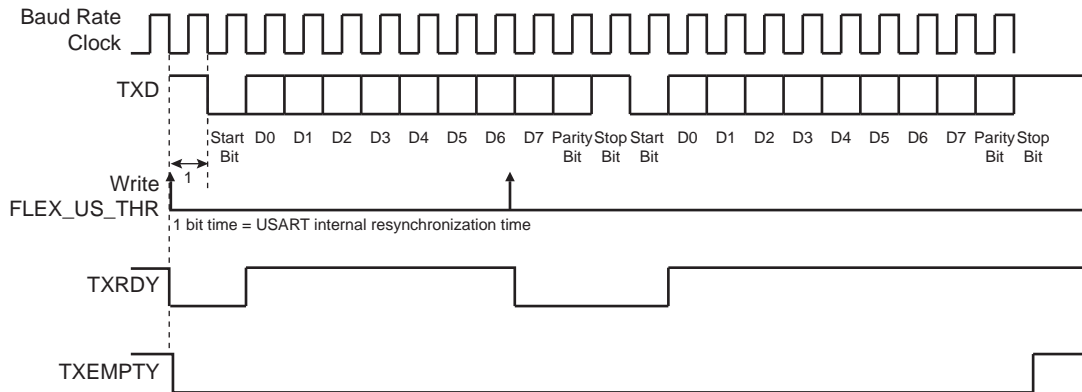 Baud Rate
Clock
TXD
Start D0 D1 D2 D3 D4 D5 D6 D7 Parity Stop Start D0 D1 D2 D3 D4 D5 D6 D7 Parity Stop
Bit Bit Bit Bit Bit Bit
1
Write
FLEX_US_THR
1 bit time = USART internal resynchronization time
TXRDY
TXEMPTY